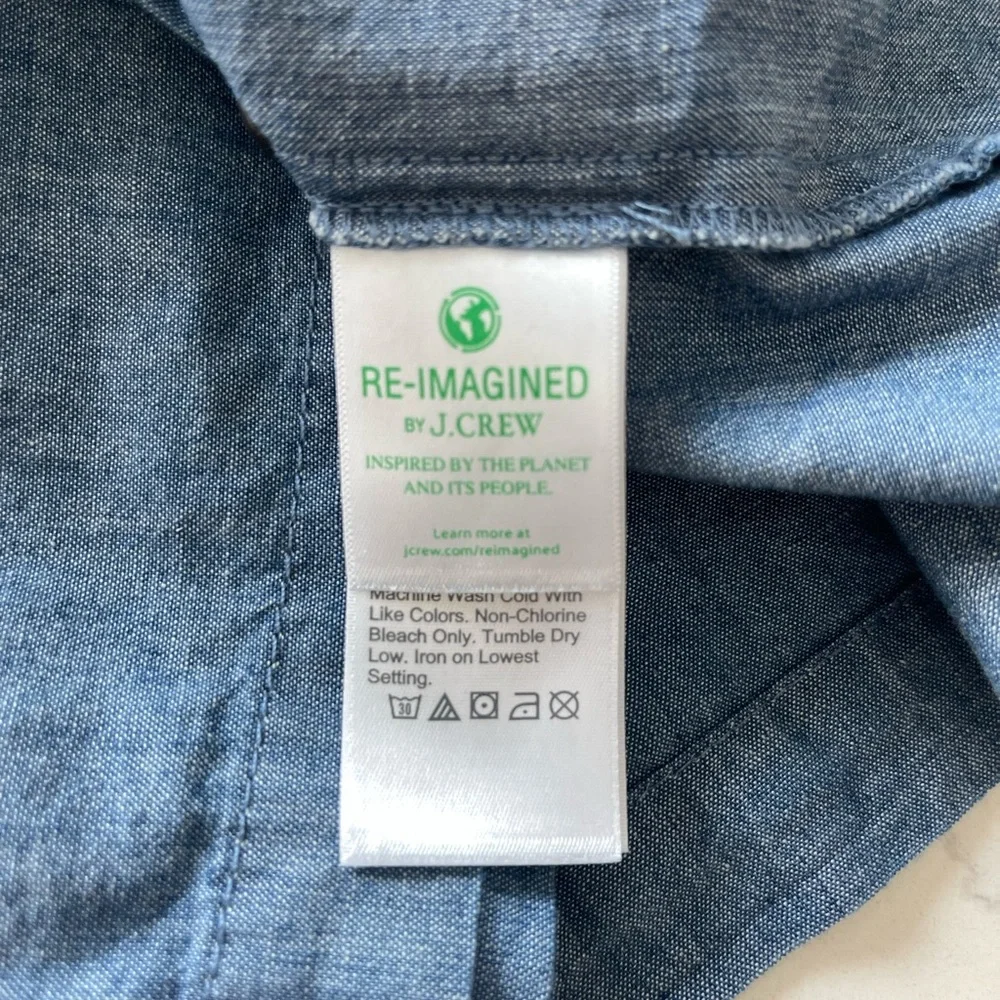 RE-IMAGINED
BY J.CREW
INSPIRED BY THE PLANET
AND ITS PEOPLE.
Learn more at
jcrew.com/reimagined
Machine Wash Cold With
Like Colors. Non-Chlorine
Bleach Only. Tumble Dry
Low. Iron on Lowest
Setting.
30